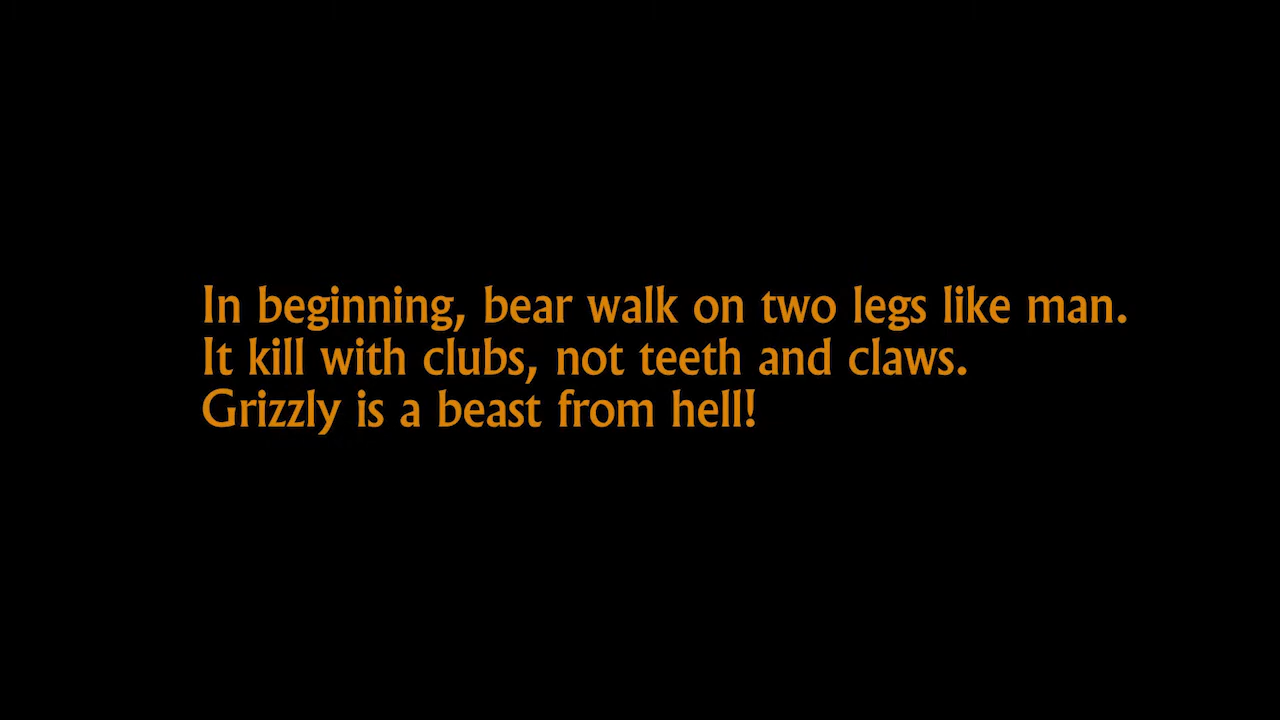 In beginning, bear walk on two legs like man.
It kill with clubs, not teeth and claws.
Grizzly is a beast from hell!